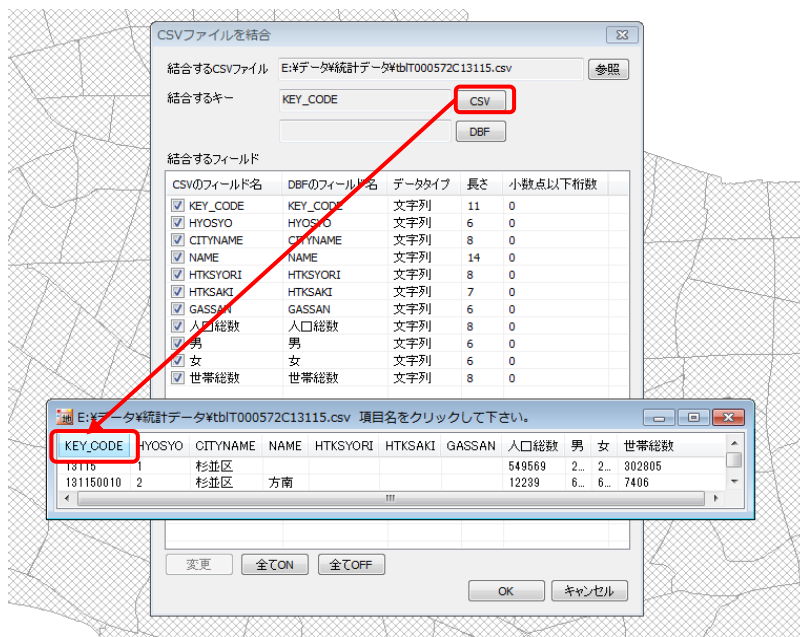 CSVファイルを結合
結合するCSVファイル E:¥データ¥統計データ¥tblT000572C13115.csv 参照
結合するキー KEY_CODE CSV
DBF
結合するフィールド
CSVのフィールド名 DBFのフィールド名 データタイプ 長さ 小数点以下桁数
KEY_CODE KEY_CODE 文字列 11 0
HYOSYO HYOSYO 文字列 6 0
CITYNAME CITYNAME 文字列 8 0
NAME NAME 文字列 14 0
HTKSYORI HTKSYORI 文字列 8 0
HTKSAKI HTKSAKI 文字列 7 0
GASSAN GASSAN 文字列 6 0
人口総数 人口総数 文字列 8 0
男 男 文字列 6 0
女 女 文字列 6 0
世帯総数 世帯総数 文字列 8 0
地 E:¥データ¥統計データ¥tblT000572C13115.csv 項目名をクリックして下さい。
KEY_CODE HYOSYO CITYNAME NAME HTKSYORI HTKSAKI GASSAN 人口総数 男 女 世帯総数
13115 1 杉並区 549569 2... 2... 302805
131150010 2 杉並区 方南 12239 6... 6... 7406
変更 全てON 全てOFF
OK キャンセル